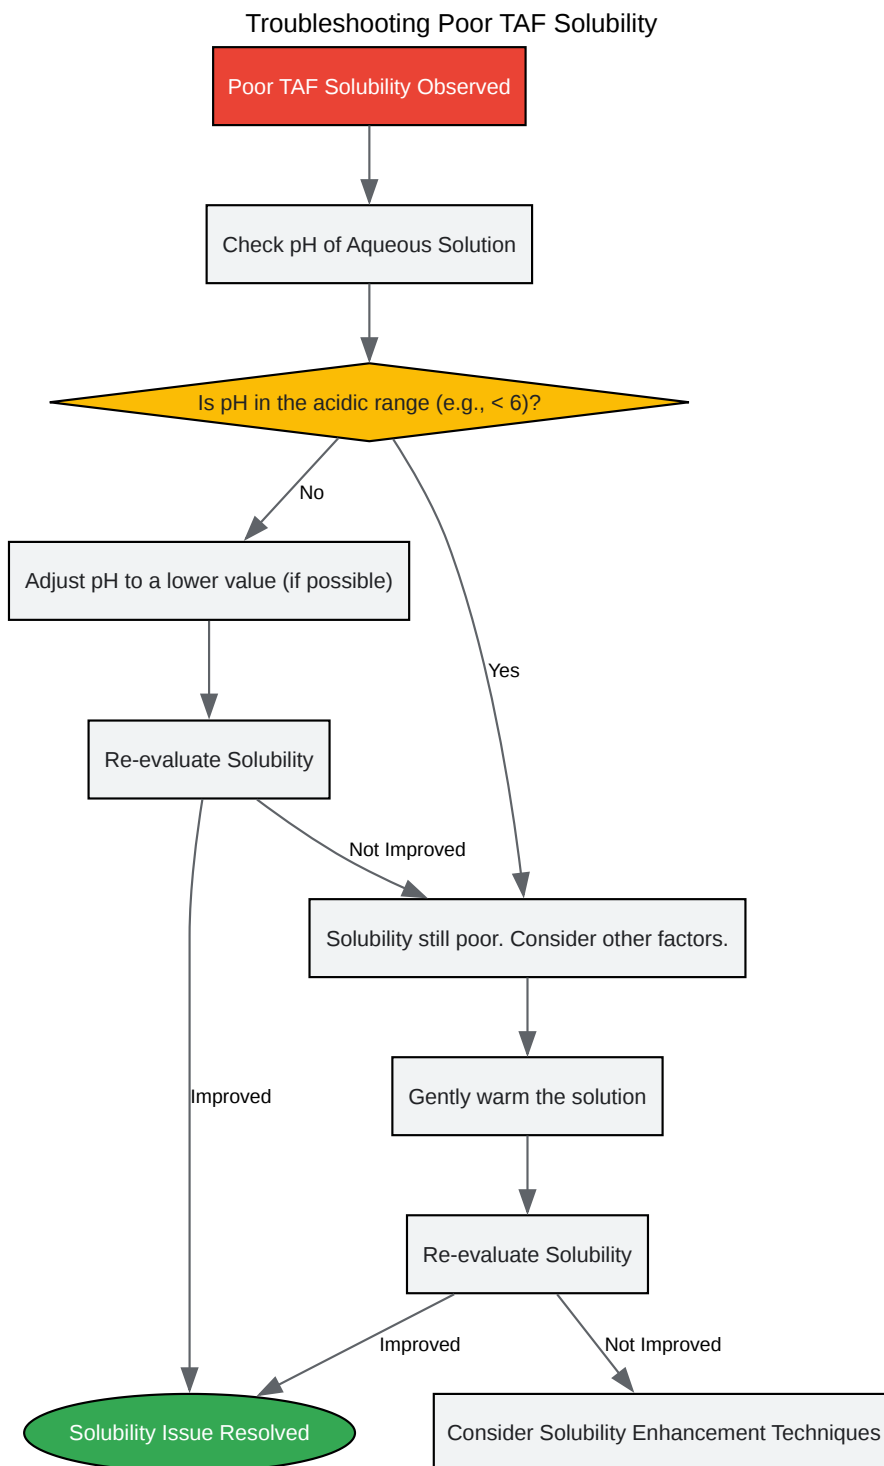 Troubleshooting Poor TAF Solubility
Poor TAF Solubility Observed
Check pH of Aqueous Solution
Is pH in the acidic range (e.g., < 6)?
No
Adjust pH to a lower value (if possible)
Yes
Re-evaluate Solubility
Not Improved
Solubility still poor. Consider other factors.
Improved
Gently warm the solution
Re-evaluate Solubility
Improved
Not Improved
Solubility Issue Resolved
Consider Solubility Enhancement Techniques